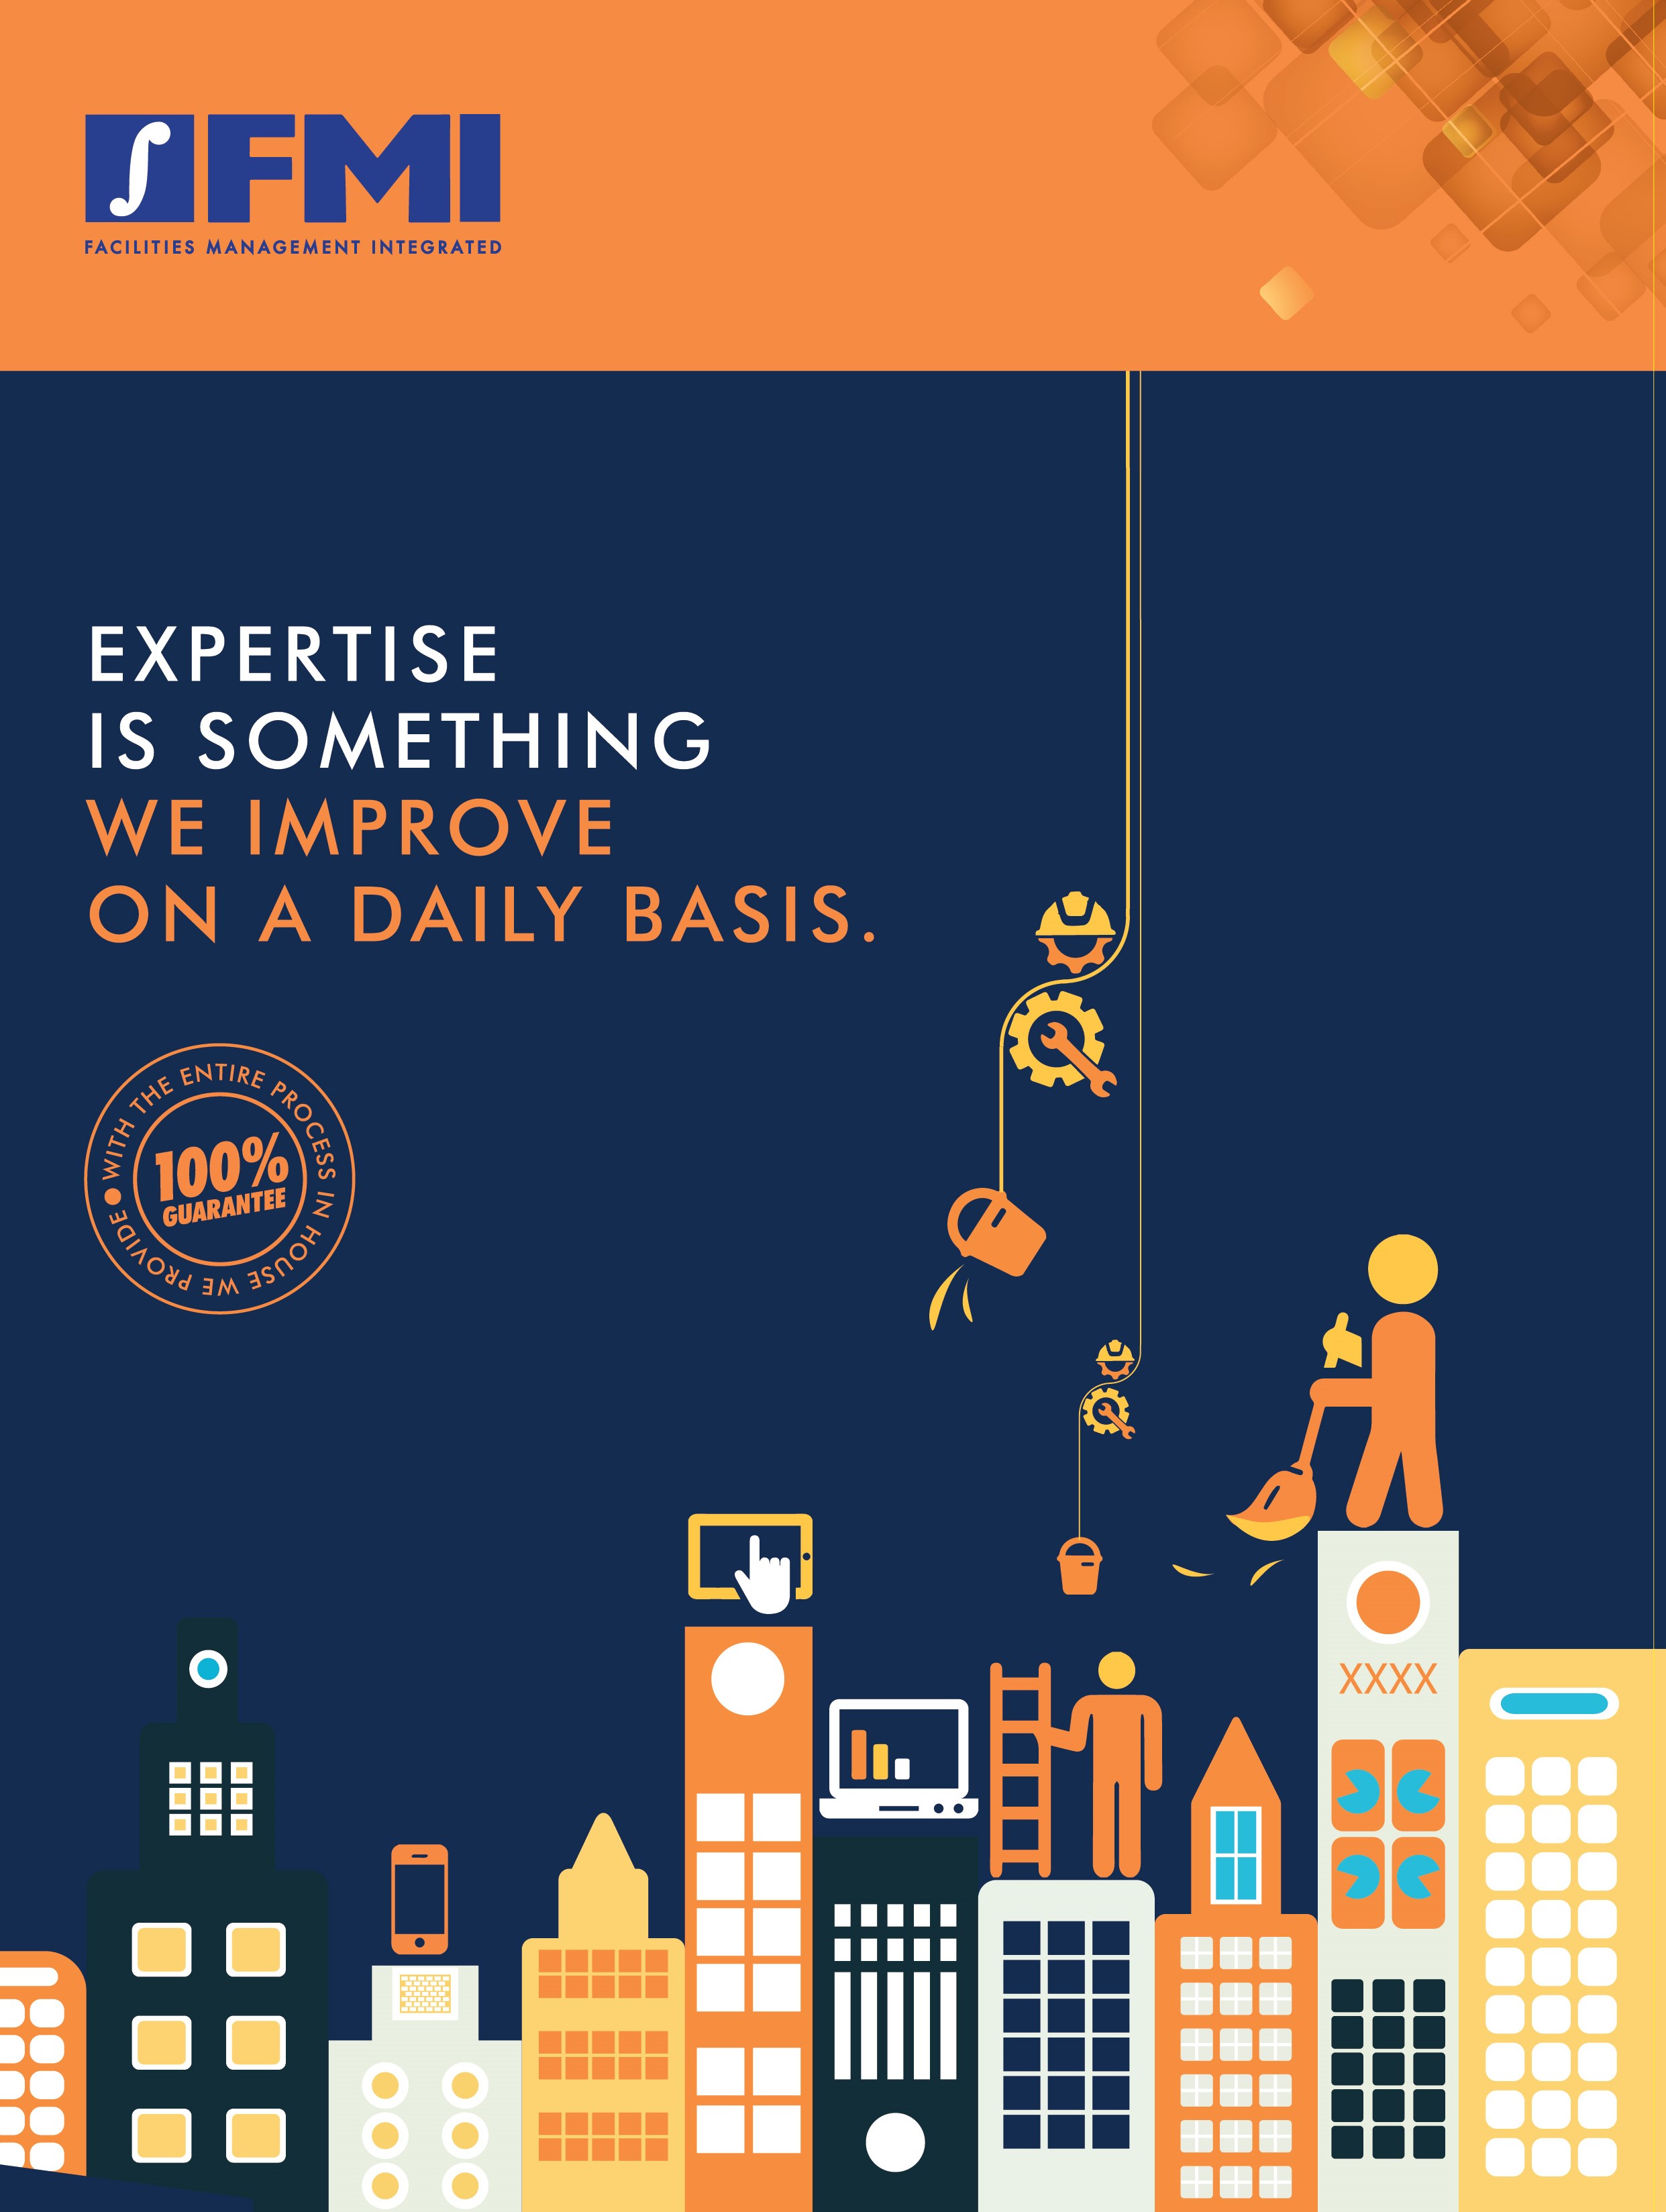 ∫FMI
FACILITIES MANAGEMENT INTEGRATED
EXPERTISE
IS SOMETHING
WE IMPROVE
ON A DAILY BASIS.
WITH THE ENTIRE PROCESS IN HOUSE WE PROVIDE
100%
GUARANTEE
XXXX